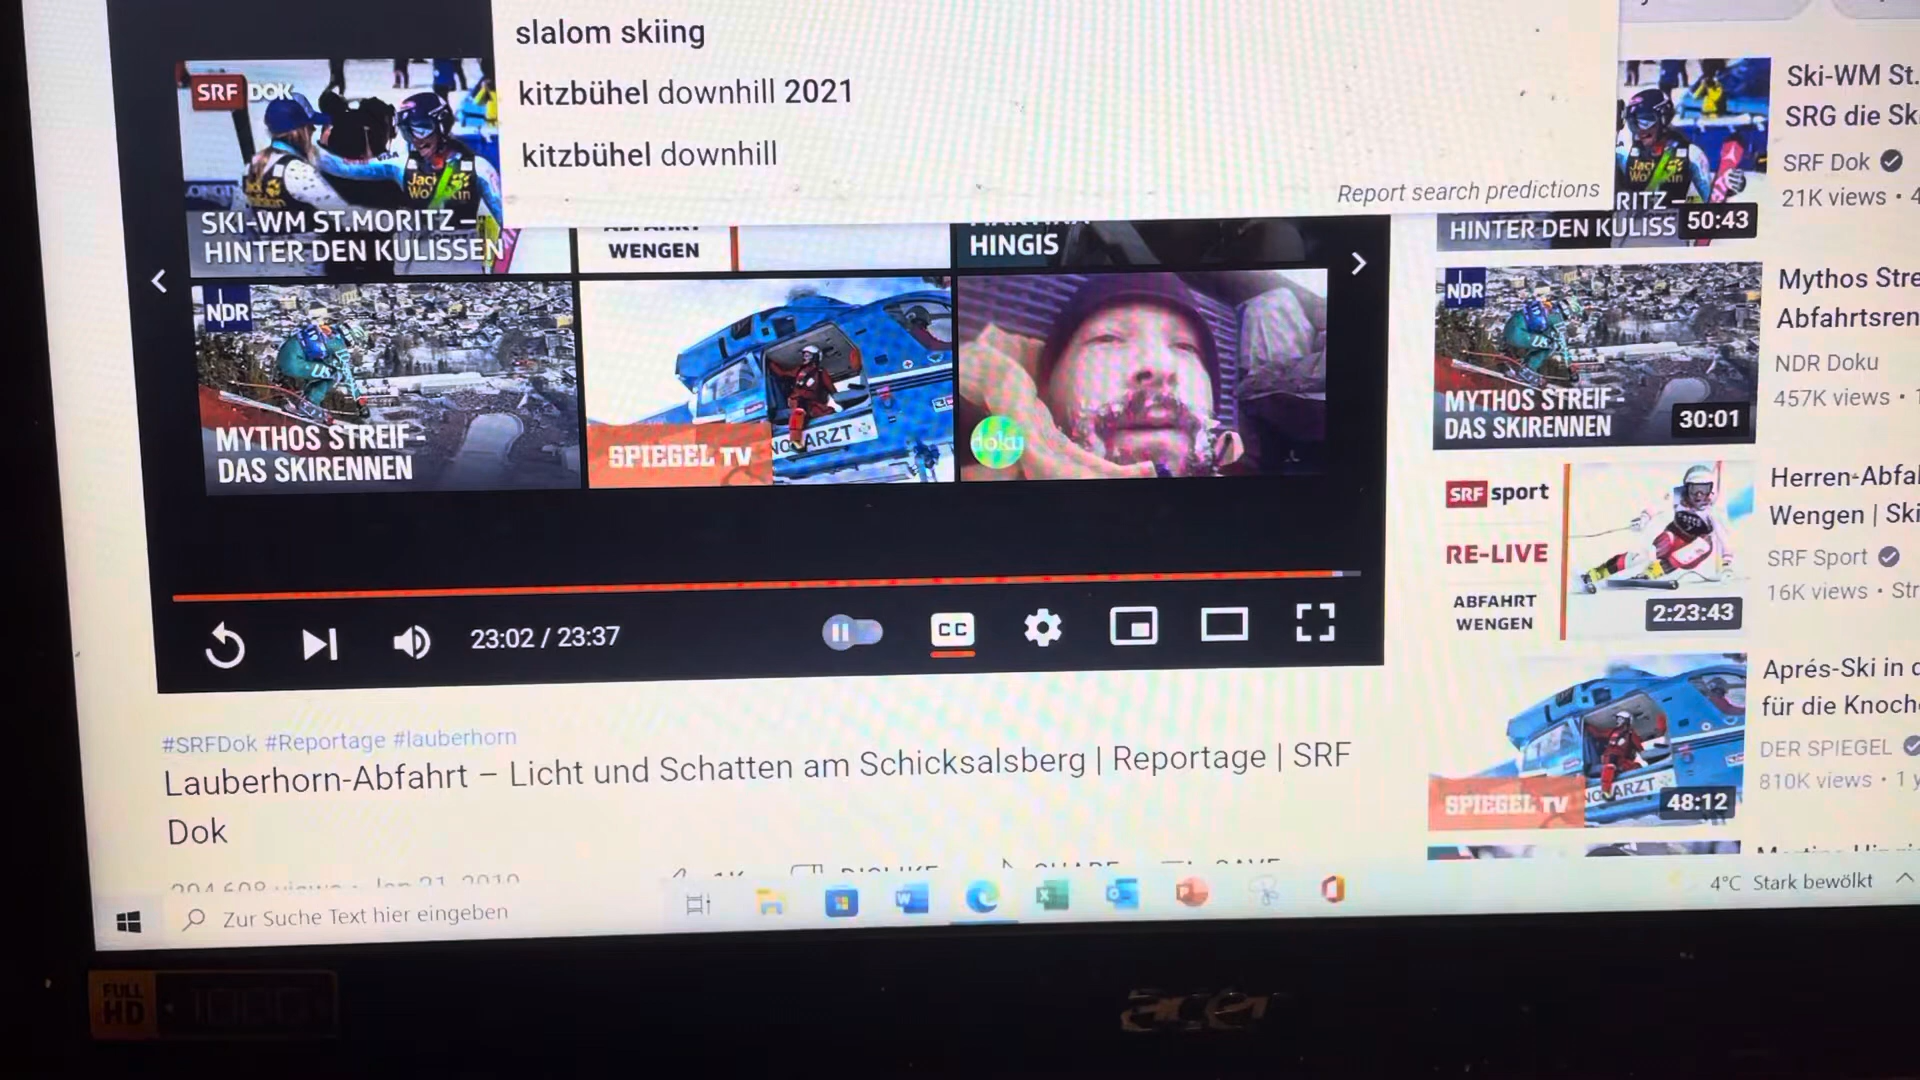 slalom skiing
kitzbühel downhill 2021
kitzbühel downhill
Report search predictions
SRF DOK
SKI-WM ST.MORITZ –
HINTER DEN KULISSEN
WENGEN
HINGIS
NDR
MYTHOS STREIF -
DAS SKIRENNEN
SPIEGEL TV
NOTARZT
doku
23:02 / 23:37
CC
#SRFDok #Reportage #lauberhorn
Lauberhorn-Abfahrt – Licht und Schatten am Schicksalsberg | Reportage | SRF
Dok
RITZ –
HINTER DEN KULISS
50:43
Ski-WM St.
SRG die Sk
SRF Dok
21K views • 4
NDR
MYTHOS STREIF -
DAS SKIRENNEN
30:01
Mythos Stre
Abfahrtsren
NDR Doku
457K views • 1
SRF sport
RE-LIVE
ABFAHRT
WENGEN
2:23:43
Herren-Abfa
Wengen | Ski
SRF Sport
16K views • Str
SPIEGEL TV
NOTARZT
48:12
Aprés-Ski in d
für die Knoch
DER SPIEGEL
810K views • 1 y
Zur Suche Text hier eingeben
4°C Stark bewölkt
FULL
HD
acer